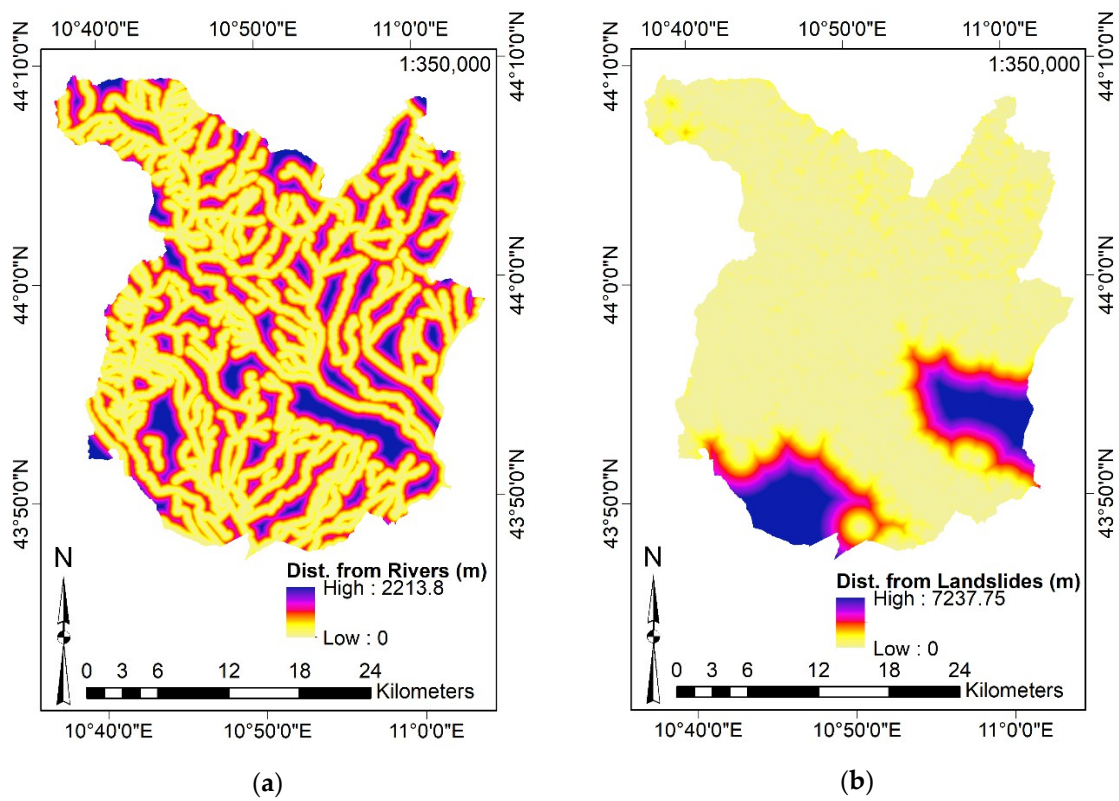 10°40'0"E 10°50'0"E 11°0'0"E
1:350,000
44°10'0"N
44°0'0"N
43°50'0"N
44°10'0"N
44°0'0"N
43°50'0"N
N
Dist. from Rivers (m)
High : 2213.8
Low : 0
0 3 6 12 18 24
Kilometers
10°40'0"E 10°50'0"E 11°0'0"E
(a)
10°40'0"E 10°50'0"E 11°0'0"E
1:350,000
44°10'0"N
44°0'0"N
43°50'0"N
44°10'0"N
44°0'0"N
43°50'0"N
N
Dist. from Landslides (m)
High : 7237.75
Low : 0
0 3 6 12 18 24
Kilometers
10°40'0"E 10°50'0"E 11°0'0"E
(b)